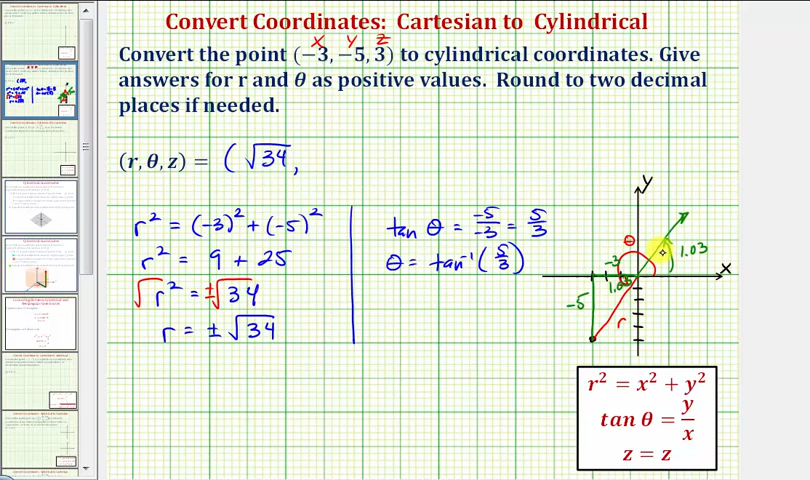 Convert Coordinates: Cartesian to Cylindrical
x y z
Convert the point (−3, −5, 3) to cylindrical coordinates. Give
answers for r and θ as positive values. Round to two decimal
places if needed.
(r, θ, z) = ( √34 ,
r² = (-3)² + (-5)²
r² = 9 + 25
√r² = ±√34
r = ± √34
tan θ = -5/-3 = 5/3
θ = tan⁻¹ (5/3)
y
θ
1.03
-3
x
1.03
-5
r
r² = x² + y²
tan θ = y/x
z = z